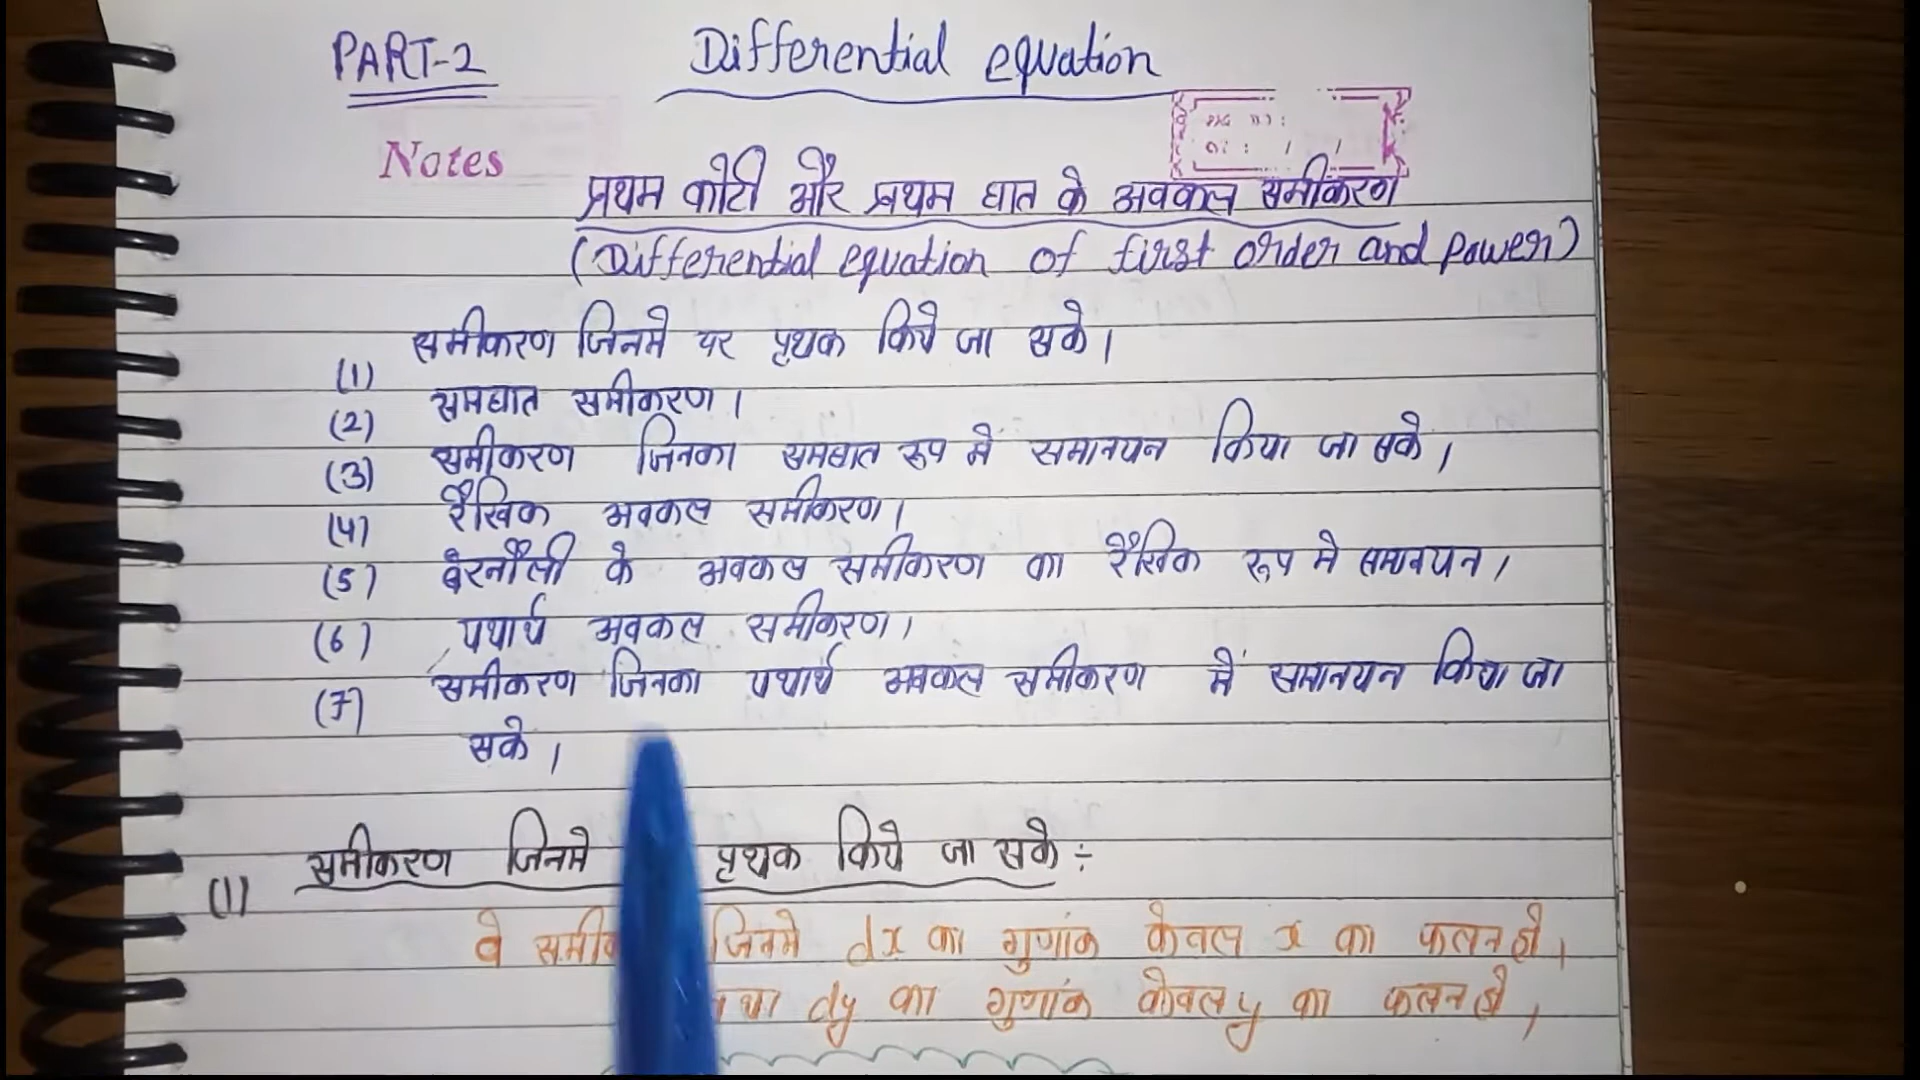 PART-2 Differential equation
Notes
प्रथम कोटी और प्रथम घात के अवकल समीकरण
(Differential equation of first order and power)
(1) समीकरण जिनमे चर पृथक किये जा सके।
(2) समघात समीकरण।
(3) समीकरण जिनका समघात रूप में समानयन किया जा सके।
(4) रैखिक अवकल समीकरण।
(5) बेरनौली के अवकल समीकरण का रैखिक रूप मे समानयन।
(6) यथार्थ अवकल समीकरण।
(7) समीकरण जिनका यथार्थ अवकल समीकरण में समानयन किया जा
सके।
(1) समीकरण जिनमे पृथक किये जा सके ÷
वे जिनमे dx का गुणांक केवल x का फलन हो,
dy का गुणांक केवल y का फलन हो,